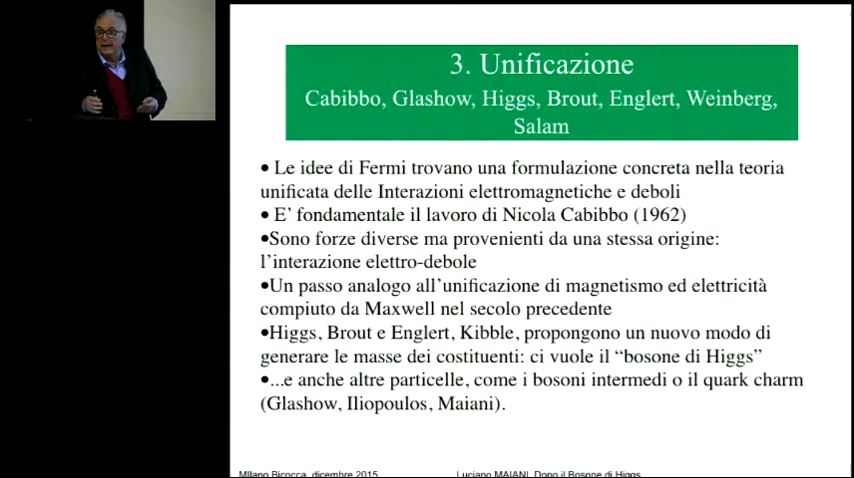 3. Unificazione
Cabibbo, Glashow, Higgs, Brout, Englert, Weinberg,
Salam
• Le idee di Fermi trovano una formulazione concreta nella teoria
unificata delle Interazioni elettromagnetiche e deboli
• E' fondamentale il lavoro di Nicola Cabibbo (1962)
•Sono forze diverse ma provenienti da una stessa origine:
l'interazione elettro-debole
•Un passo analogo all'unificazione di magnetismo ed elettricità
compiuto da Maxwell nel secolo precedente
•Higgs, Brout e Englert, Kibble, propongono un nuovo modo di
generare le masse dei costituenti: ci vuole il “bosone di Higgs”
•...e anche altre particelle, come i bosoni intermedi o il quark charm
(Glashow, Iliopoulos, Maiani).
MIlano Bicocca, dicembre 2015 Luciano MAIANI. Dopo il Bosone di Higgs